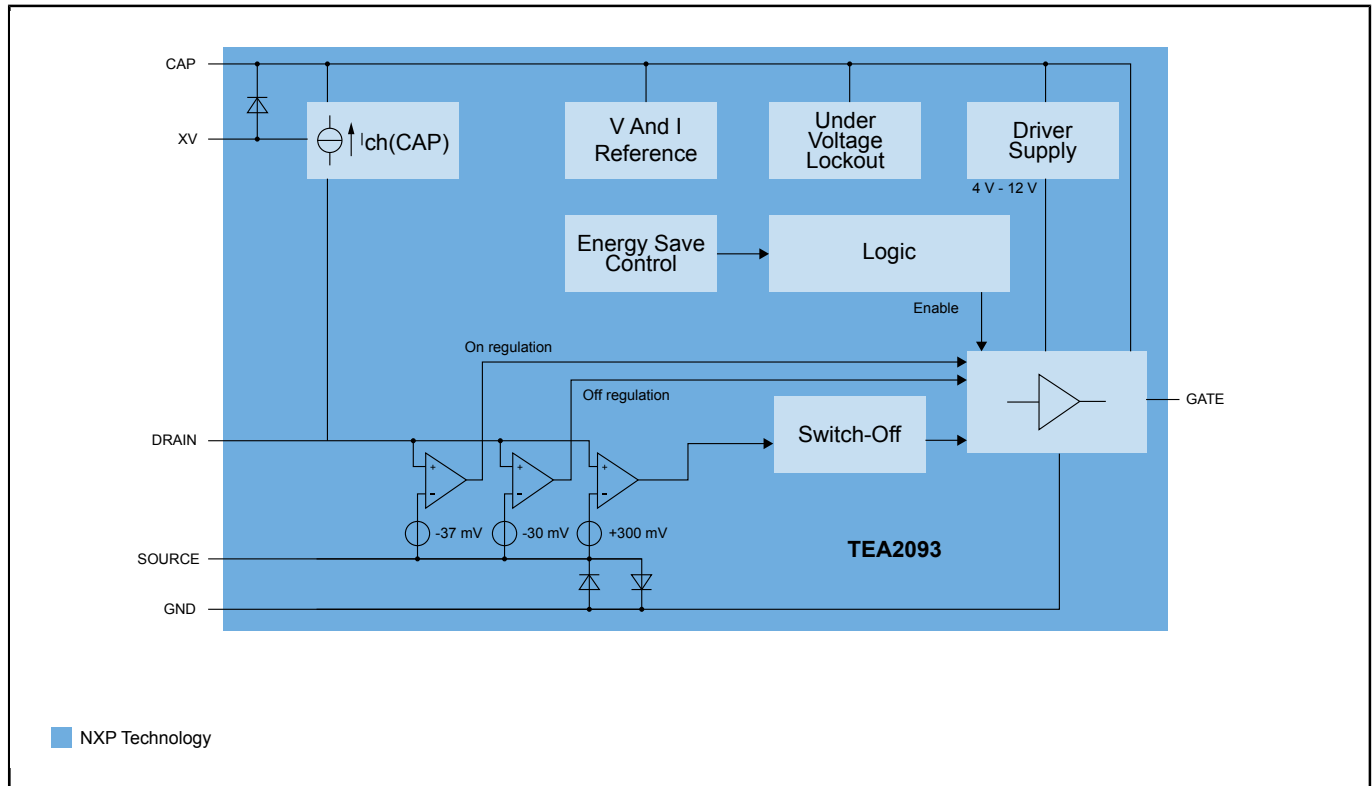 CAP
XV
Ich(CAP)
V And I
Reference
Under
Voltage
Lockout
Driver
Supply
4 V - 12 V
Energy Save
Control
Logic
Enable
On regulation
Off regulation
GATE
DRAIN
Switch-Off
+
-
+
-
+
-
-37 mV
-30 mV
+300 mV
SOURCE
TEA2093
GND
NXP Technology